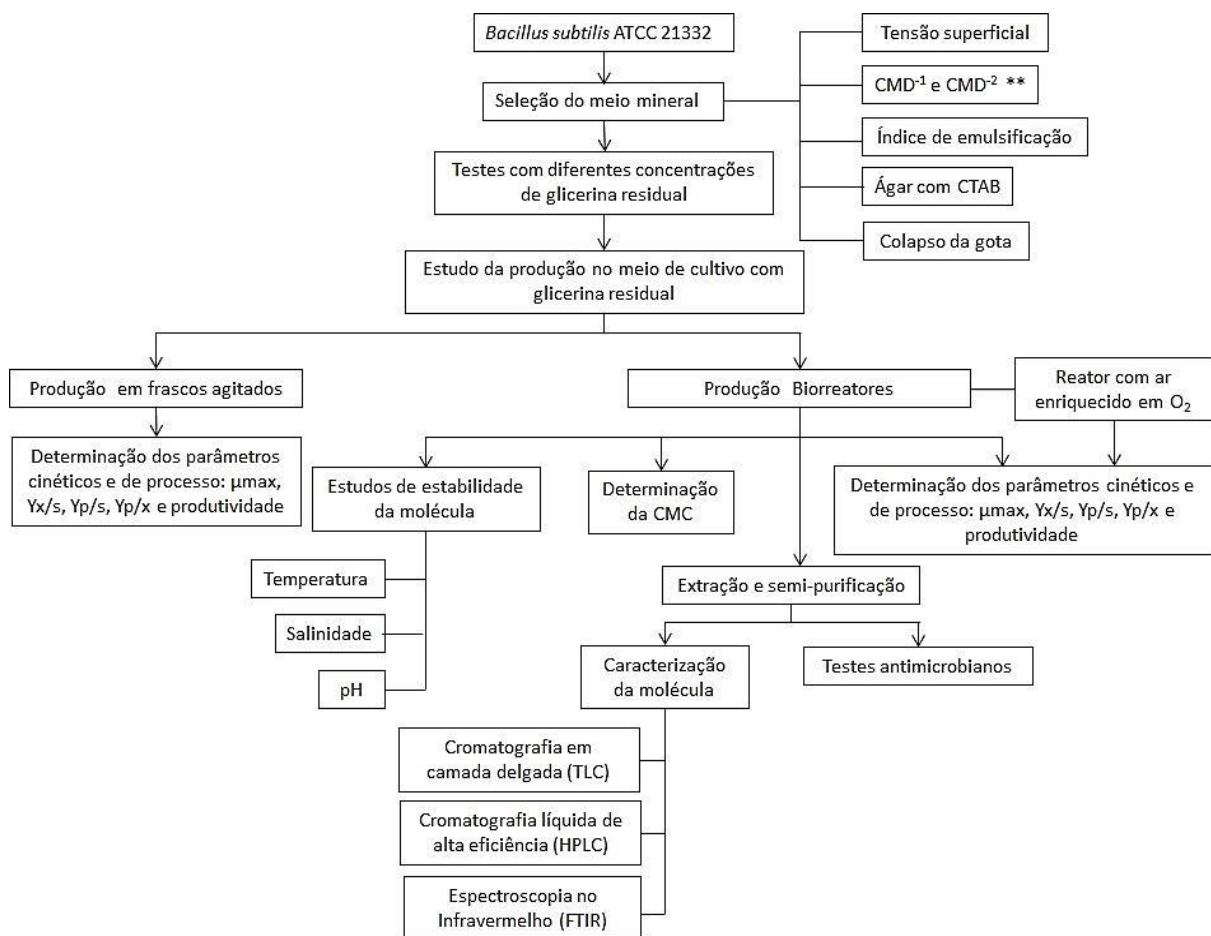 Bacillus subtilis ATCC 21332
Seleção do meio mineral
Testes com diferentes concentrações
de glicerina residual
Estudo da produção no meio de cultivo com
glicerina residual
Tensão superficial
CMD⁻¹ e CMD⁻² **
Índice de emulsificação
Ágar com CTAB
Colapso da gota
Produção em frascos agitados
Determinação dos parâmetros
cinéticos e de processo: μmax,
Yx/s, Yp/s, Yp/x e produtividade
Produção Biorreatores
Reator com ar
enriquecido em O₂
Estudos de estabilidade
da molécula
Determinação
da CMC
Determinação dos parâmetros cinéticos e
de processo: μmax, Yx/s, Yp/s, Yp/x e
produtividade
Temperatura
Salinidade
pH
Extração e semi-purificação
Caracterização
da molécula
Testes antimicrobianos
Cromatografia em
camada delgada (TLC)
Cromatografia líquida de
alta eficiência (HPLC)
Espectroscopia no
Infravermelho (FTIR)